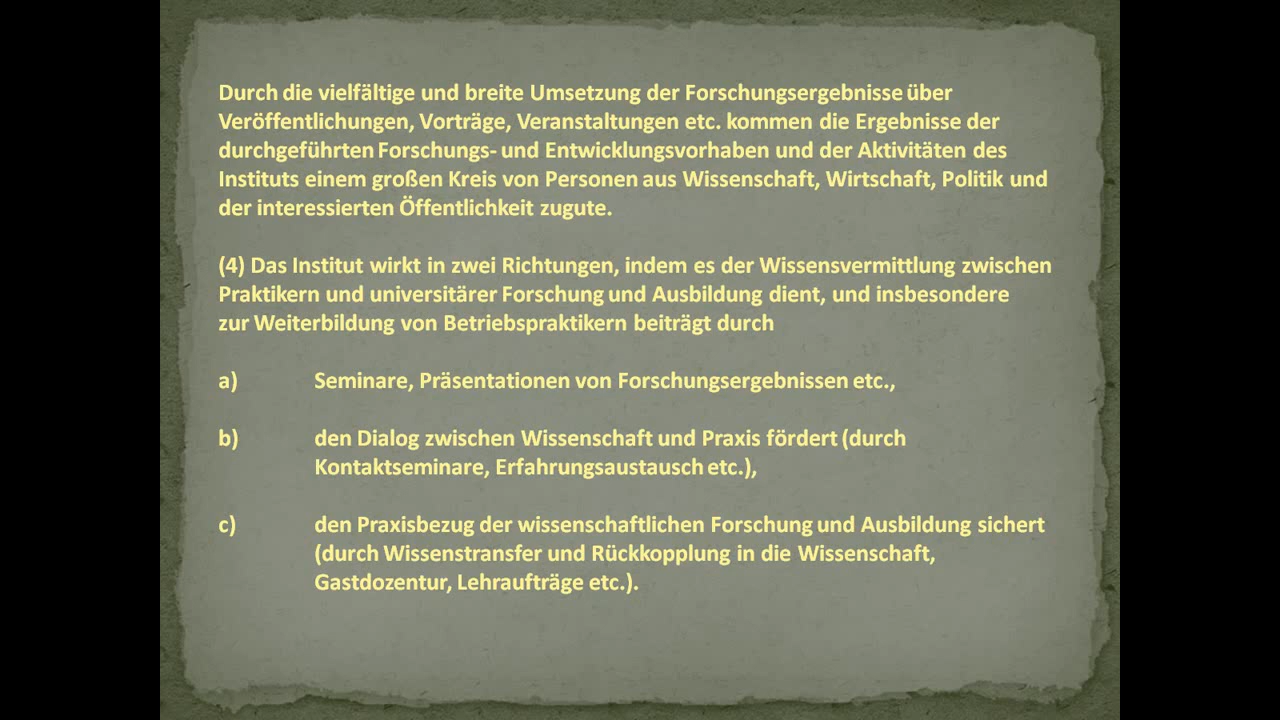 Durch die vielfältige und breite Umsetzung der Forschungsergebnisse über
Veröffentlichungen, Vorträge, Veranstaltungen etc. kommen die Ergebnisse der
durchgeführten Forschungs- und Entwicklungsvorhaben und der Aktivitäten des
Instituts einem großen Kreis von Personen aus Wissenschaft, Wirtschaft, Politik und
der interessierten Öffentlichkeit zugute.
(4) Das Institut wirkt in zwei Richtungen, indem es der Wissensvermittlung zwischen
Praktikern und universitärer Forschung und Ausbildung dient, und insbesondere
zur Weiterbildung von Betriebspraktikern beiträgt durch
a) Seminare, Präsentationen von Forschungsergebnissen etc.,
b) den Dialog zwischen Wissenschaft und Praxis fördert (durch
Kontaktseminare, Erfahrungsaustausch etc.),
c) den Praxisbezug der wissenschaftlichen Forschung und Ausbildung sichert
(durch Wissenstransfer und Rückkopplung in die Wissenschaft,
Gastdozentur, Lehraufträge etc.).